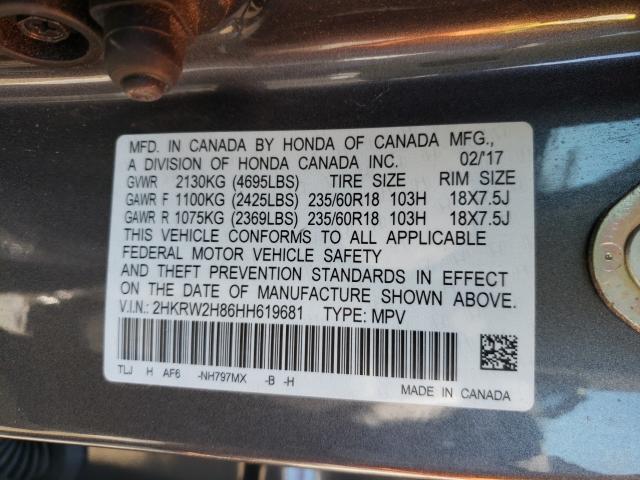 MFD. IN CANADA BY HONDA OF CANADA MFG.,
A DIVISION OF HONDA CANADA INC. 02/'17
GVWR 2130KG (4695LBS) TIRE SIZE RIM SIZE
GAWR F 1100KG (2425LBS) 235/60R18 103H 18X7.5J
GAWR R 1075KG (2369LBS) 235/60R18 103H 18X7.5J
THIS VEHICLE CONFORMS TO ALL APPLICABLE
FEDERAL MOTOR VEHICLE SAFETY
AND THEFT PREVENTION STANDARDS IN EFFECT
ON THE DATE OF MANUFACTURE SHOWN ABOVE.
V.I.N.: 2HKRW2H86HH619681 TYPE: MPV
TLJ H AF6 -NH797MX -B -H
MADE IN CANADA